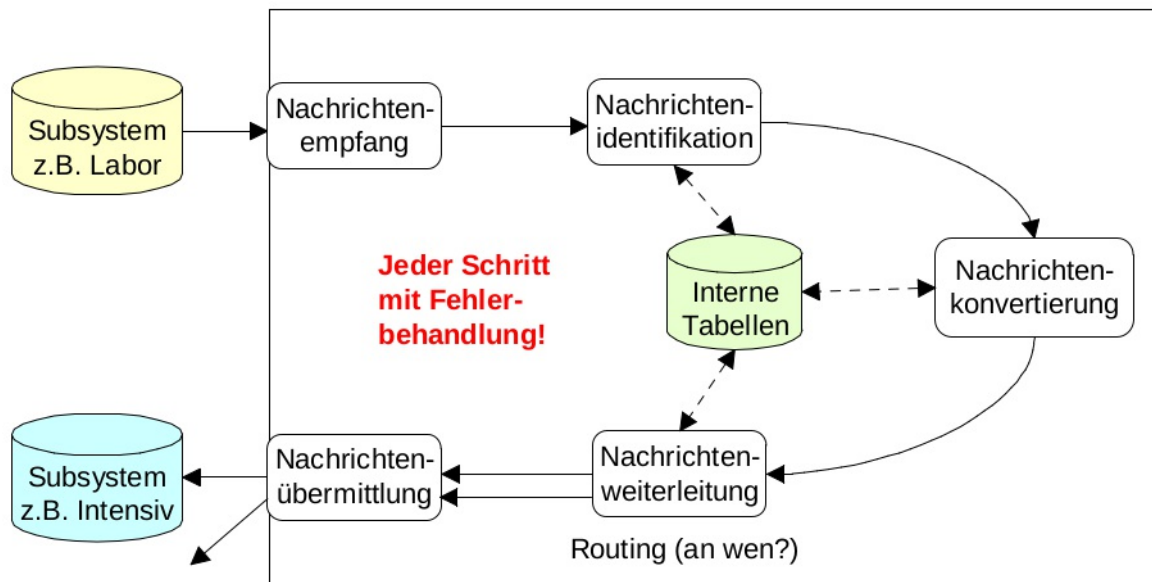 Subsystem
z.B. Labor
Nachrichten-
empfang
Nachrichten-
identifikation
Nachrichten-
konvertierung
Interne
Tabellen
Jeder Schritt
mit Fehler-
behandlung!
Subsystem
z.B. Intensiv
Nachrichten-
übermittlung
Nachrichten-
weiterleitung
Routing (an wen?)